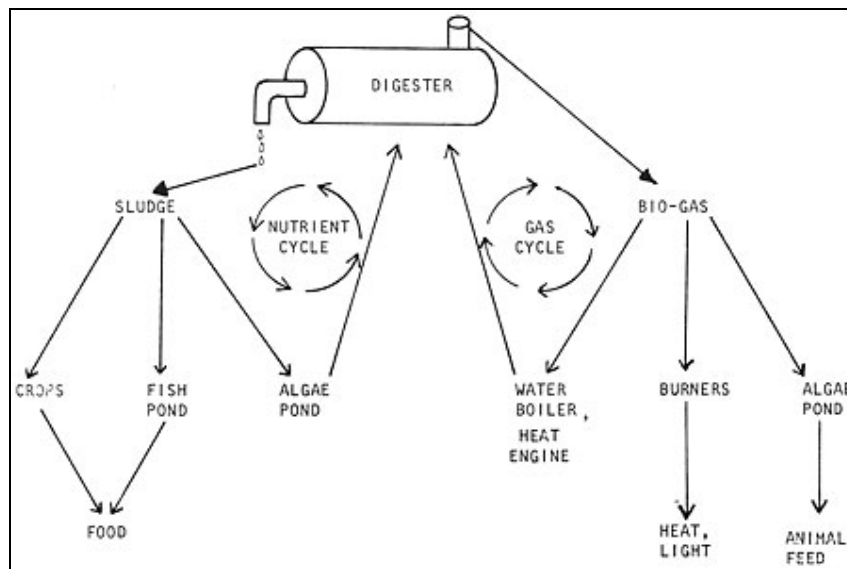 DIGESTER
SLUDGE
NUTRIENT
CYCLE
GAS
CYCLE
BIO-GAS
CROPS
FISH
POND
ALGAE
POND
WATER
BOILER,
HEAT
ENGINE
BURNERS
ALGAE
POND
FOOD
HEAT,
LIGHT
ANIMAL
FEED